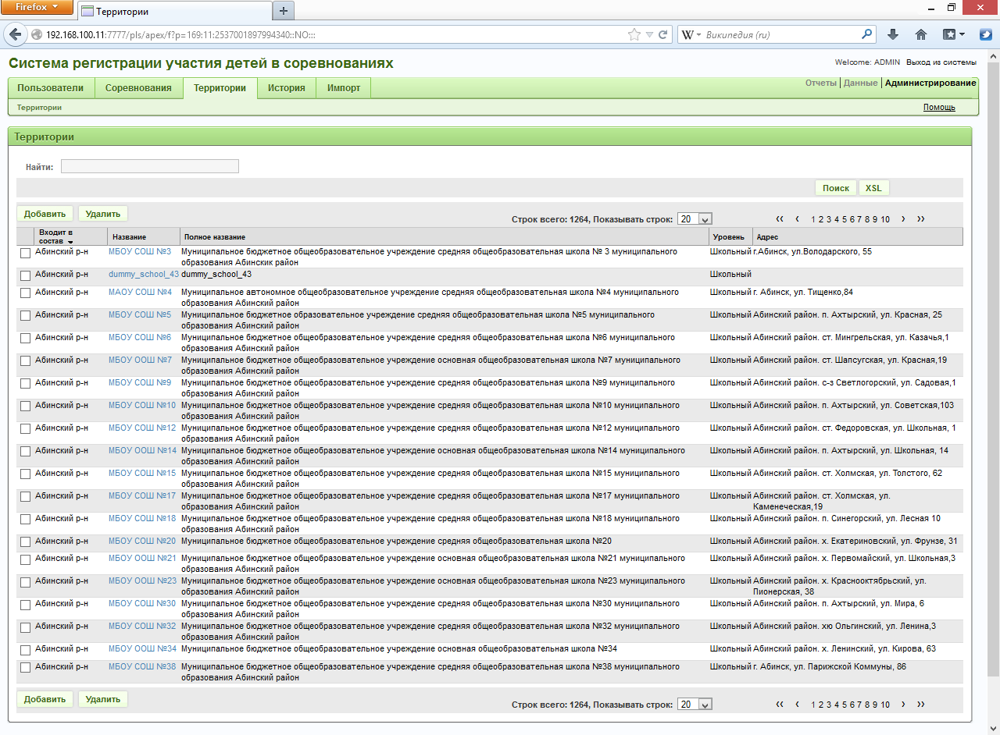 Firefox
Территории
192.168.100.11:7777/pls/apex/f?p=169:11:2537001897994340::NO:::
W
Википедия (ru)
Система регистрации участия детей в соревнованиях
Welcome: ADMIN Выход из системы
Пользователи Соревнования Территории История Импорт
Отчеты Данные Администрирование
Территории
Помощь
Территории
Найти:
Поиск XSL
Добавить Удалить
Строк всего: 1264, Показывать строк: 20
1 2 3 4 5 6 7 8 9 10
Входит в состав Название Полное название Уровень Адрес
Абинский р-н МБОУ СОШ №3 Муниципальное бюджетное общеобразовательное учреждение средняя общеобразовательная школа № 3 муниципального Школьный г.Абинск, ул.Володарского, 55
образования Абинскик район
Абинский р-н dummy_school_43 dummy_school_43 Школьный
Абинский р-н МАОУ СОШ №4 Муниципальное автономное общеобразовательное учреждение средняя общеобразовательная школа №4 муниципального Школьный г. Абинск, ул. Тищенко,84
образования Абинский район
Абинский р-н МБОУ СОШ №5 Муниципальное бюджетное образовательное учреждение средняя общеобразовательная школа №5 муниципального Школьный Абинский район. п. Ахтырский, ул. Красная, 25
образования Абинский район
Абинский р-н МБОУ СОШ №6 Муниципальное бюджетное общеобразовательное учреждение средняя общеобразовательная школа №6 муниципального Школьный Абинский район. ст. Мингрельская, ул. Казачья,1
образования Абинский район
Абинский р-н МБОУ ООШ №7 Муниципальное бюджетное общеобразовательное учреждение основная общеобразовательная школа №7 муниципального Школьный Абинский район. ст. Шапсугская, ул. Красная,19
образования Абинский район
Абинский р-н МБОУ СОШ №9 Муниципальное бюджетное общеобразовательное учреждение средняя общеобразовательная школа №9 муниципального Школьный Абинский район. с-з Светлогорский, ул. Садовая,1
образования Абинский район
Абинский р-н МБОУ СОШ №10 Муниципальное бюджетное общеобразовательное учреждение средняя общеобразовательная школа №10 муниципального Школьный Абинский район. п. Ахтырский, ул. Советская,103
образования Абинский район
Абинский р-н МБОУ СОШ №12 Муниципальное бюджетное общеобразовательное учреждение средняя общеобразовательная школа №12 муниципального Школьный Абинский район. ст. Федоровская, ул. Школьная, 1
образования Абинский район
Абинский р-н МБОУ ООШ №14 Муниципальное бюджетное общеобразовательное учреждение основная общеобразовательная школа №14 муниципального Школьный Абинский район. п. Ахтырский, ул. Школьная, 14
образования Абинский район
Абинский р-н МБОУ СОШ №15 Муниципальное бюджетное общеобразовательное учреждение средняя общеобразовательная школа №15 муниципального Школьный Абинский район. ст. Холмская, ул. Толстого, 62
образования Абинский район
Абинский р-н МБОУ СОШ №17 Муниципальное бюджетное общеобразовательное учреждение средняя общеобразовательная школа №17 муниципального Школьный Абинский район. ст. Холмская, ул.
образования Абинский район Каменеческая,19
Абинский р-н МБОУ СОШ №18 Муниципальное бюджетное общеобразовательное учреждение средняя общеобразовательная школа №18 муниципального Школьный Абинский район. п. Синегорский, ул. Лесная 10
образования Абинский район
Абинский р-н МБОУ СОШ №20 Муниципальное бюджетное общеобразовательное учреждение средняя общеобразовательная школа №20 Школьный Абинский район. х. Екатериновский, ул. Фрунзе, 31
Абинский р-н МБОУ ООШ №21 Муниципальное бюджетное общеобразовательное учреждение основная общеобразовательная школа №21 муниципального Школьный Абинский район. х. Первомайский, ул. Школьная,3
образования Абинский район
Абинский р-н МБОУ ООШ №23 Муниципальное бюджетное общеобразовательное учреждение основная общеобразовательная школа №23 муниципального Школьный Абинский район. х. Краснооктябрьский, ул.
образования Абинский район Пионерская, 38
Абинский р-н МБОУ СОШ №30 Муниципальное бюджетное общеобразовательное учреждение средняя общеобразовательная школа №30 муниципального Школьный Абинский район. п. Ахтырский, ул. Мира, 6
образования Абинский район
Абинский р-н МБОУ СОШ №32 Муниципальное бюджетное общеобразовательное учреждение средняя общеобразовательная школа №32 муниципального Школьный Абинский район. хю Ольгинский, ул. Ленина,3
образования Абинский район
Абинский р-н МБОУ ООШ №34 Муниципальное бюджетное общеобразовательное учреждение основная общеобразовательная школа №34 Школьный Абинский район. х. Ленинский, ул. Кирова, 63
Абинский р-н МБОУ СОШ №38 Муниципальное бюджетное общеобразовательное учреждение средняя общеобразовательная школа №38 муниципального Школьный г. Абинск, ул. Парижской Коммуны, 86
образования Абинский район
Добавить Удалить
Строк всего: 1264, Показывать строк: 20
1 2 3 4 5 6 7 8 9 10